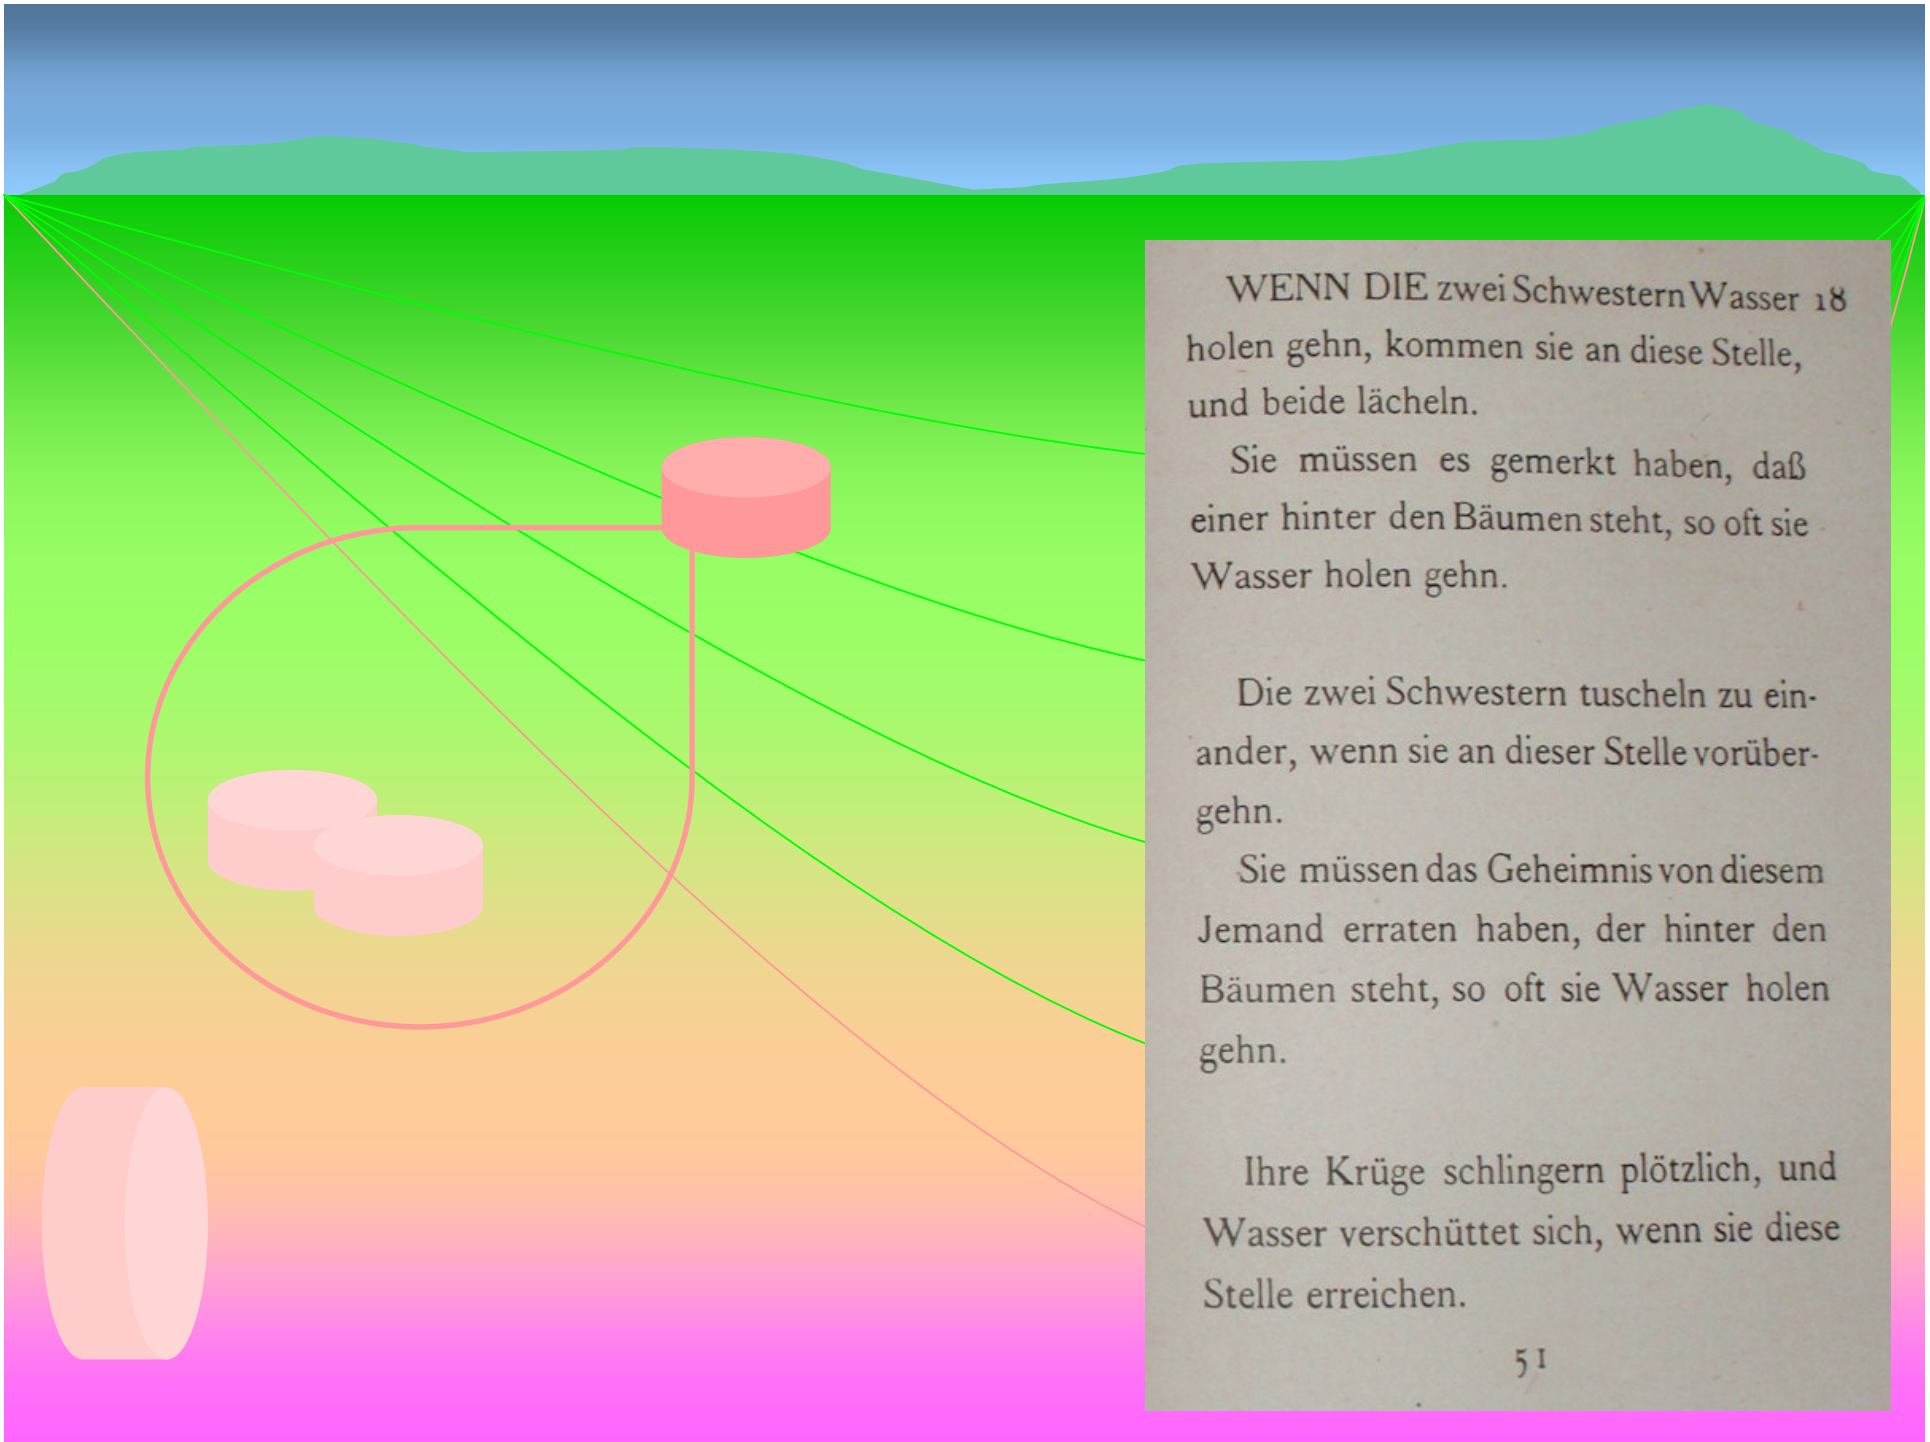 WENN DIE zwei Schwestern Wasser 18
holen gehn, kommen sie an diese Stelle,
und beide lächeln.
Sie müssen es gemerkt haben, daß
einer hinter den Bäumen steht, so oft sie
Wasser holen gehn.
Die zwei Schwestern tuscheln zu ein-
ander, wenn sie an dieser Stelle vorüber-
gehn.
Sie müssen das Geheimnis von diesem
Jemand erraten haben, der hinter den
Bäumen steht, so oft sie Wasser holen
gehn.
Ihre Krüge schlingern plötzlich, und
Wasser verschüttet sich, wenn sie diese
Stelle erreichen.
51